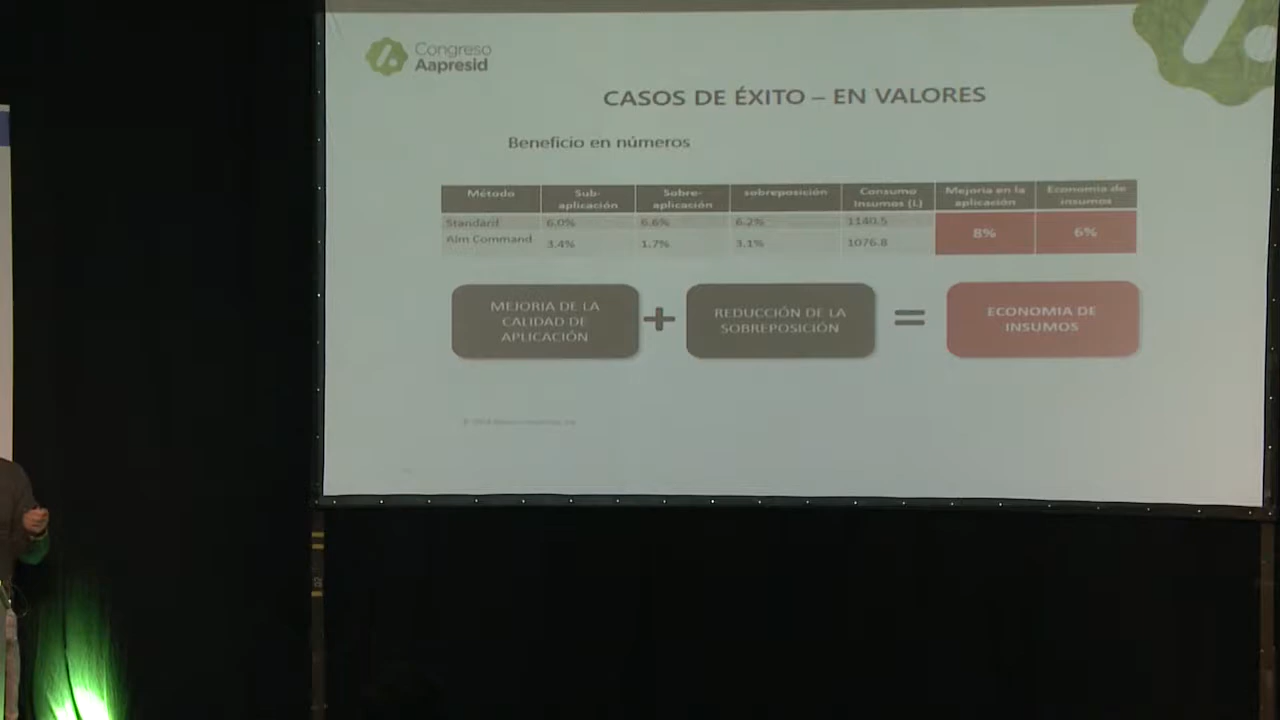 Congreso
Aapresid
CASOS DE ÉXITO – EN VALORES
Beneficio en números
Método Sub-aplicación Sobre-aplicación sobreposición Consumo Insumos (L) Mejoria en la aplicación Economia de insumos
Standard 6.0% 6.6% 6.2% 1140.5 8% 6%
Aim Command 3.4% 1.7% 3.1% 1076.8
MEJORIA DE LA
CALIDAD DE
APLICACIÓN
+
REDUCCIÓN DE LA
SOBREPOSICIÓN
=
ECONOMIA DE
INSUMOS